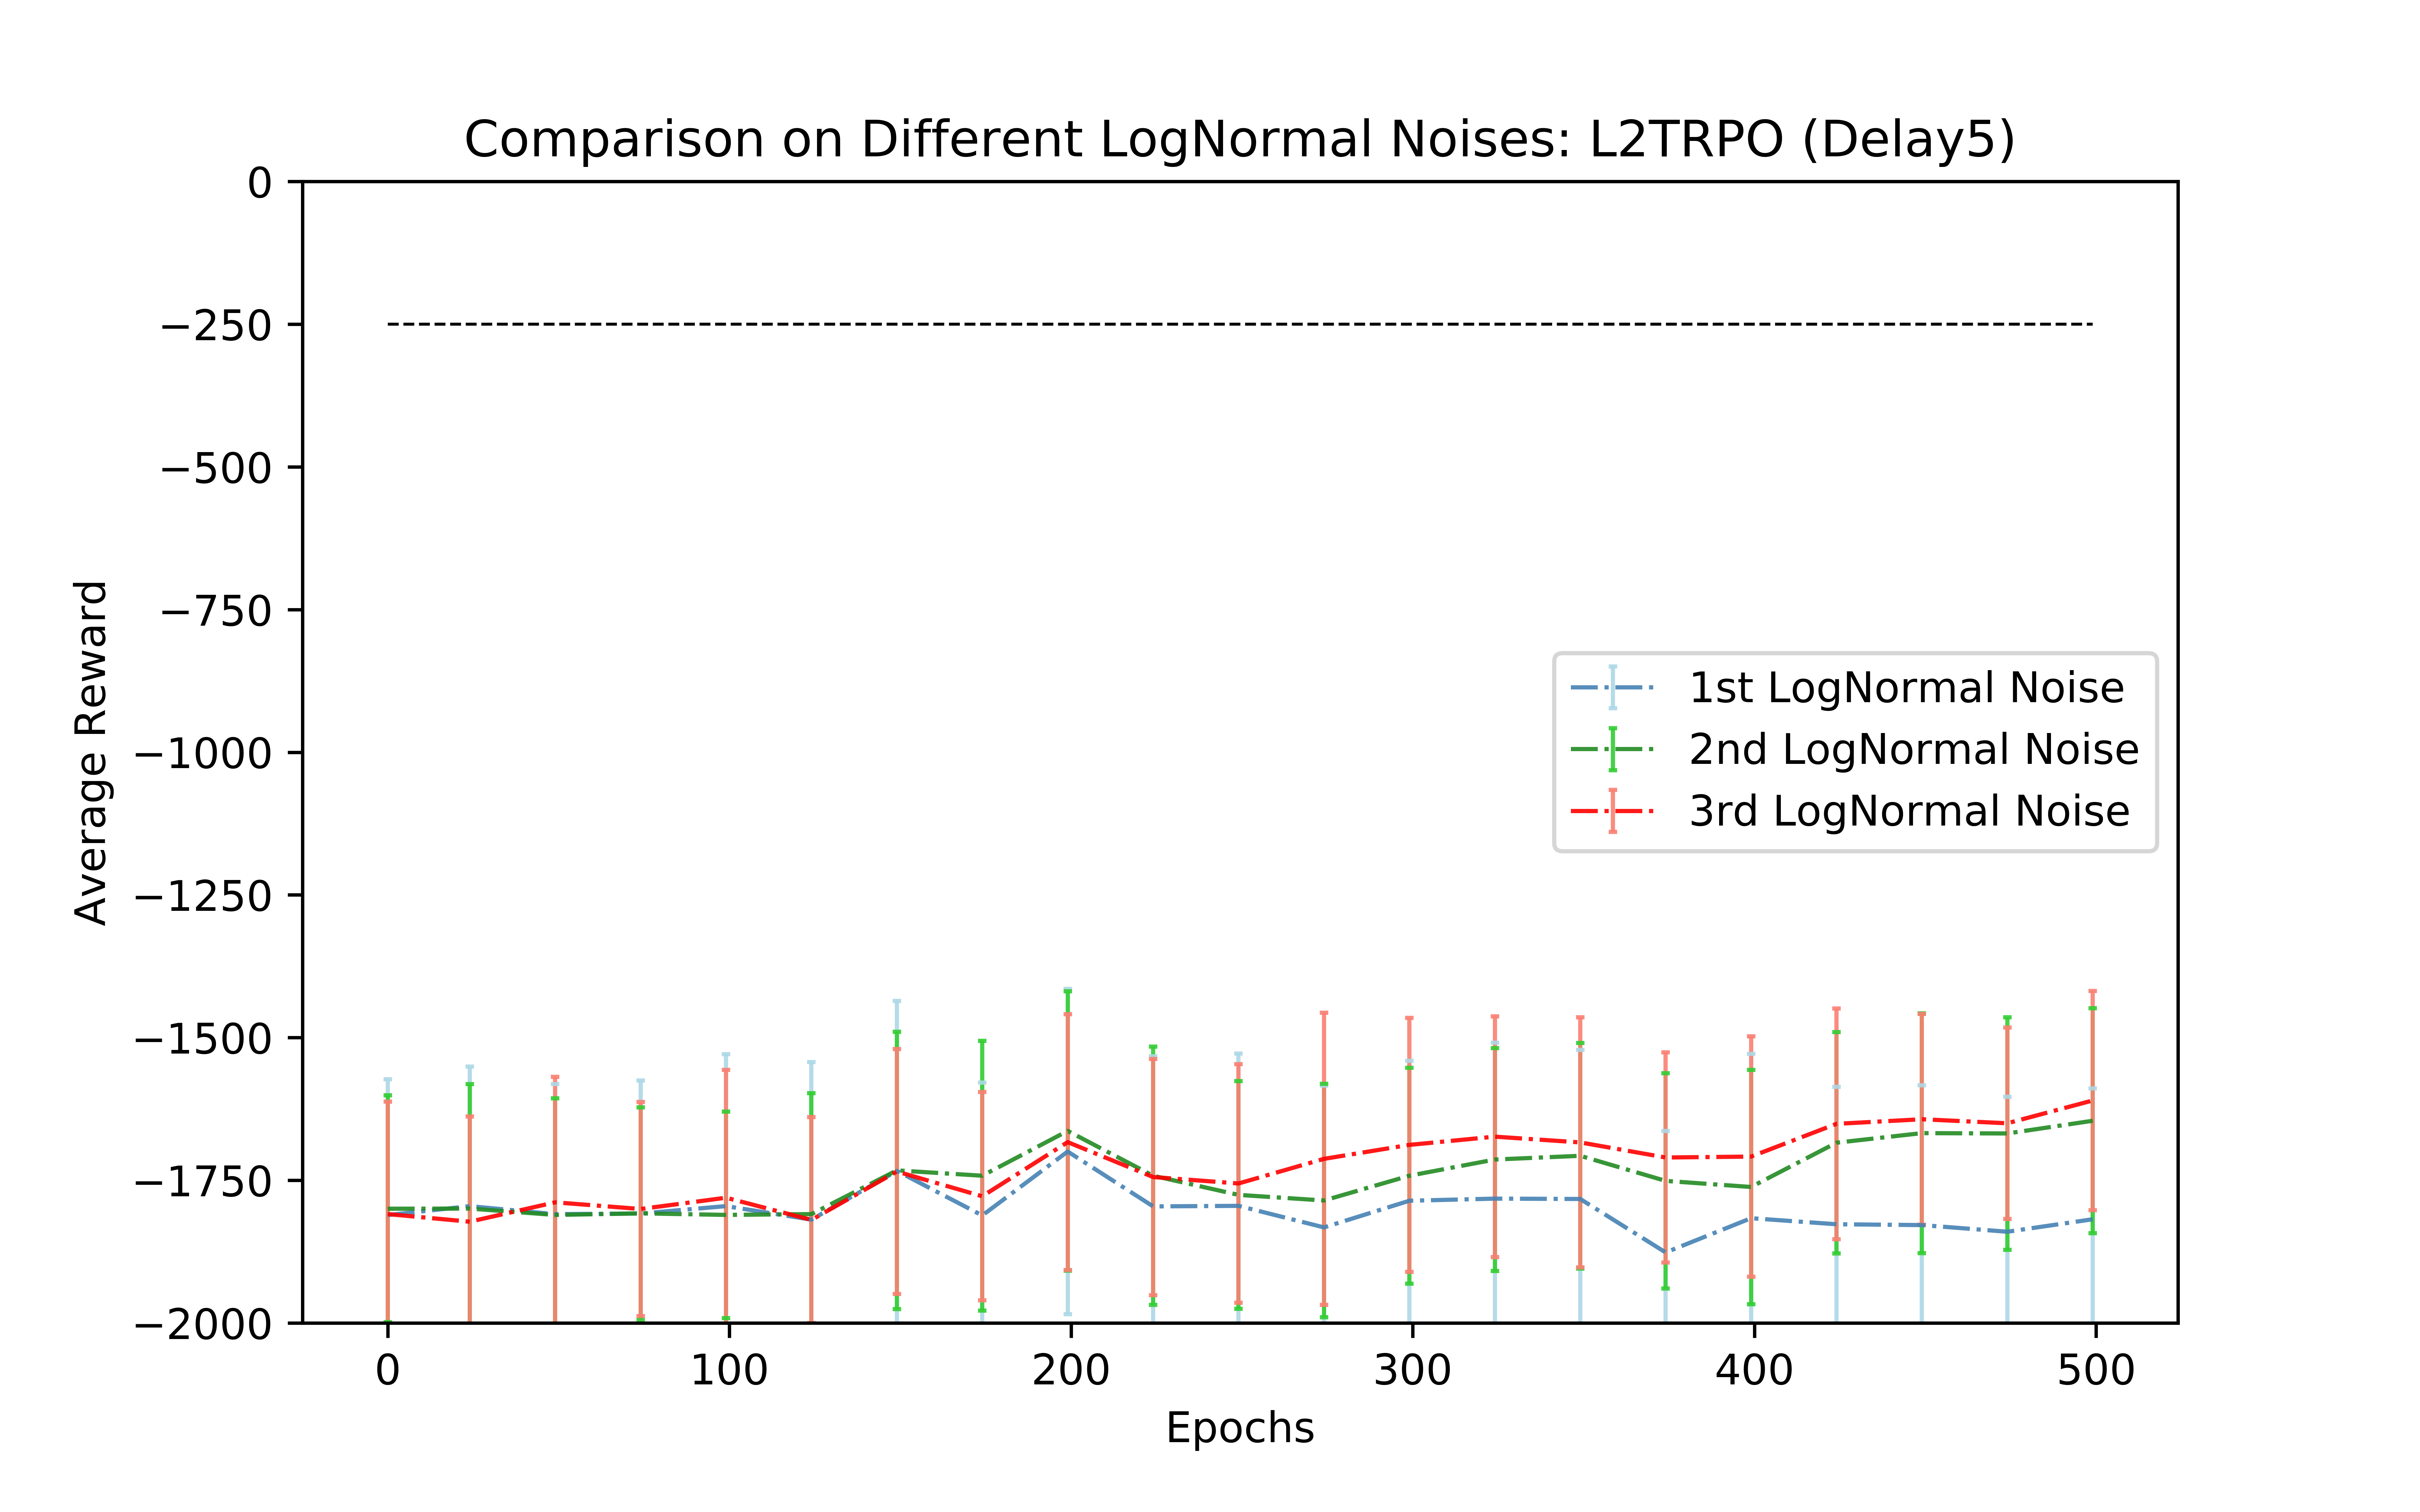 Comparison on Different LogNormal Noises: L2TRPO (Delay5)
0
−250
−500
−750
−1000
−1250
−1500
−1750
−2000
Average Reward
1st LogNormal Noise
2nd LogNormal Noise
3rd LogNormal Noise
0 100 200 300 400 500
Epochs